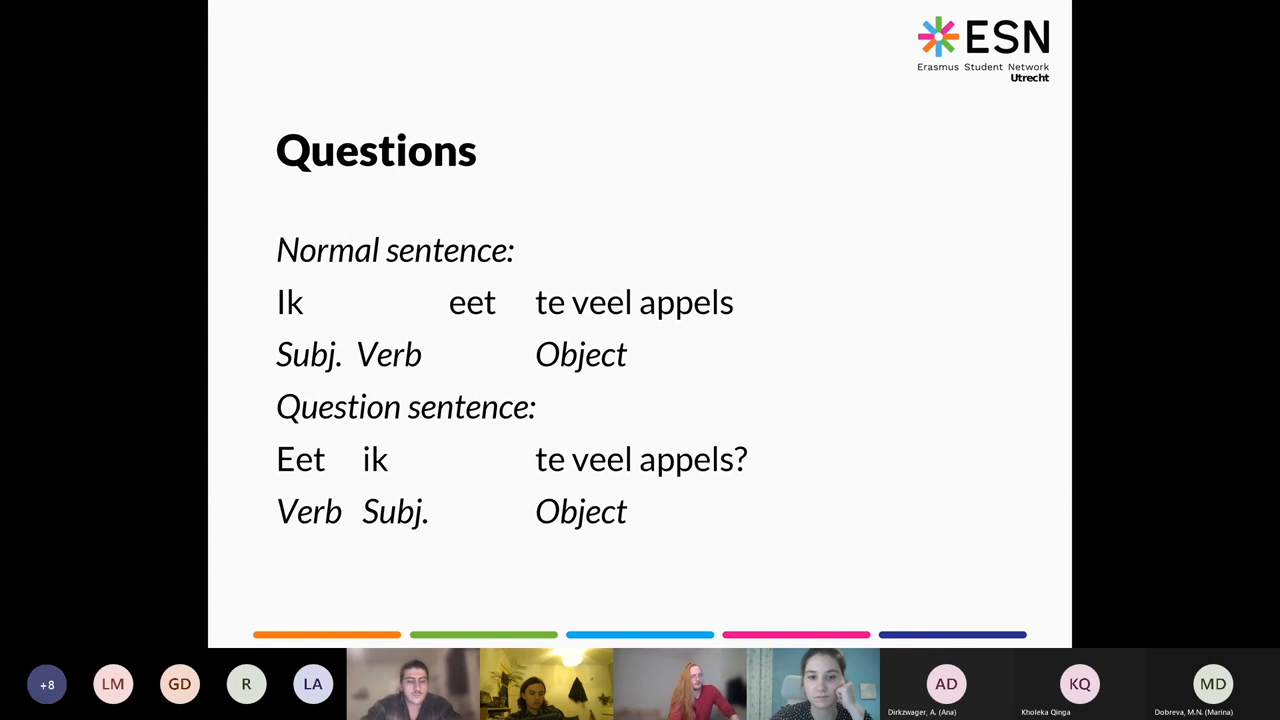 ESN
Erasmus Student Network
Utrecht
Questions
Normal sentence:
Ik eet te veel appels
Subj. Verb Object
Question sentence:
Eet ik te veel appels?
Verb Subj. Object
+8 LM GD R LA AD KQ MD
Dirkzwager, A. (Ana) Kholeka Qinga Dobreva, M.N. (Marina)